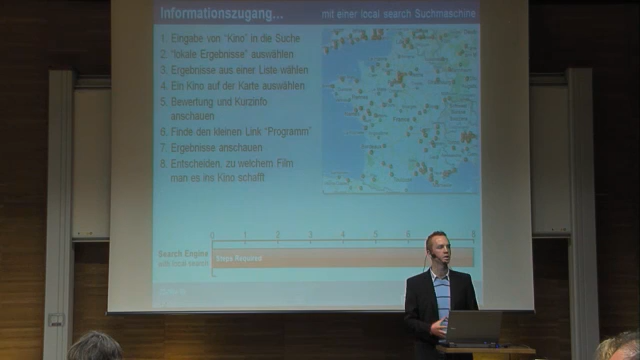 Informationszugang...
mit einer local search Suchmaschine
1. Eingabe von "Kino" in die Suche
2. "lokale Ergebnisse" auswählen
3. Ergebnisse aus einer Liste wählen
4. Ein Kino auf der Karte auswählen
5. Bewertung und Kurzinfo
anschauen
6. Finde den kleinen Link "Programm"
7. Ergebnisse anschauen
8. Entscheiden, zu welchem Film
man es ins Kino schafft
0 1 2 3 4 5 6 8
Search Engine
with local search
Steps Required